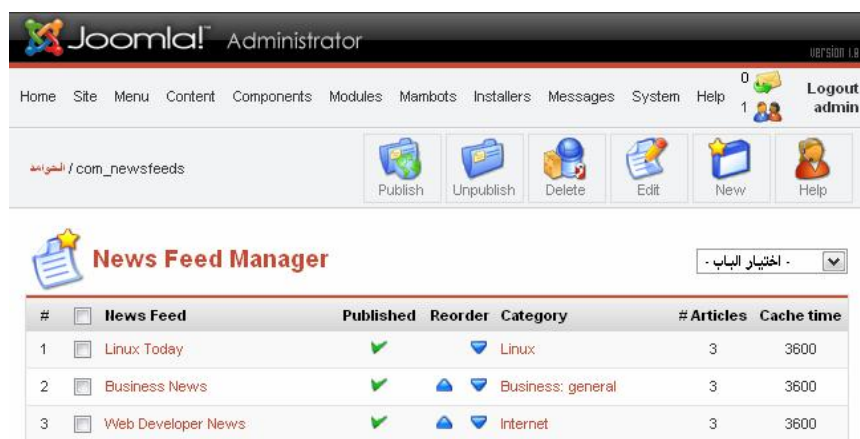 Joomla! Administrator
version 1.
Home Site Menu Content Components Modules Mambots Installers Messages System Help 0 1 Logout admin
/ com_newsfeeds
Publish Unpublish Delete Edit New Help
News Feed Manager
- اختيار الباب -
# News Feed Published Reorder Category # Articles Cache time
1 Linux Today Linux 3 3600
2 Business News Business: general 3 3600
3 Web Developer News Internet 3 3600